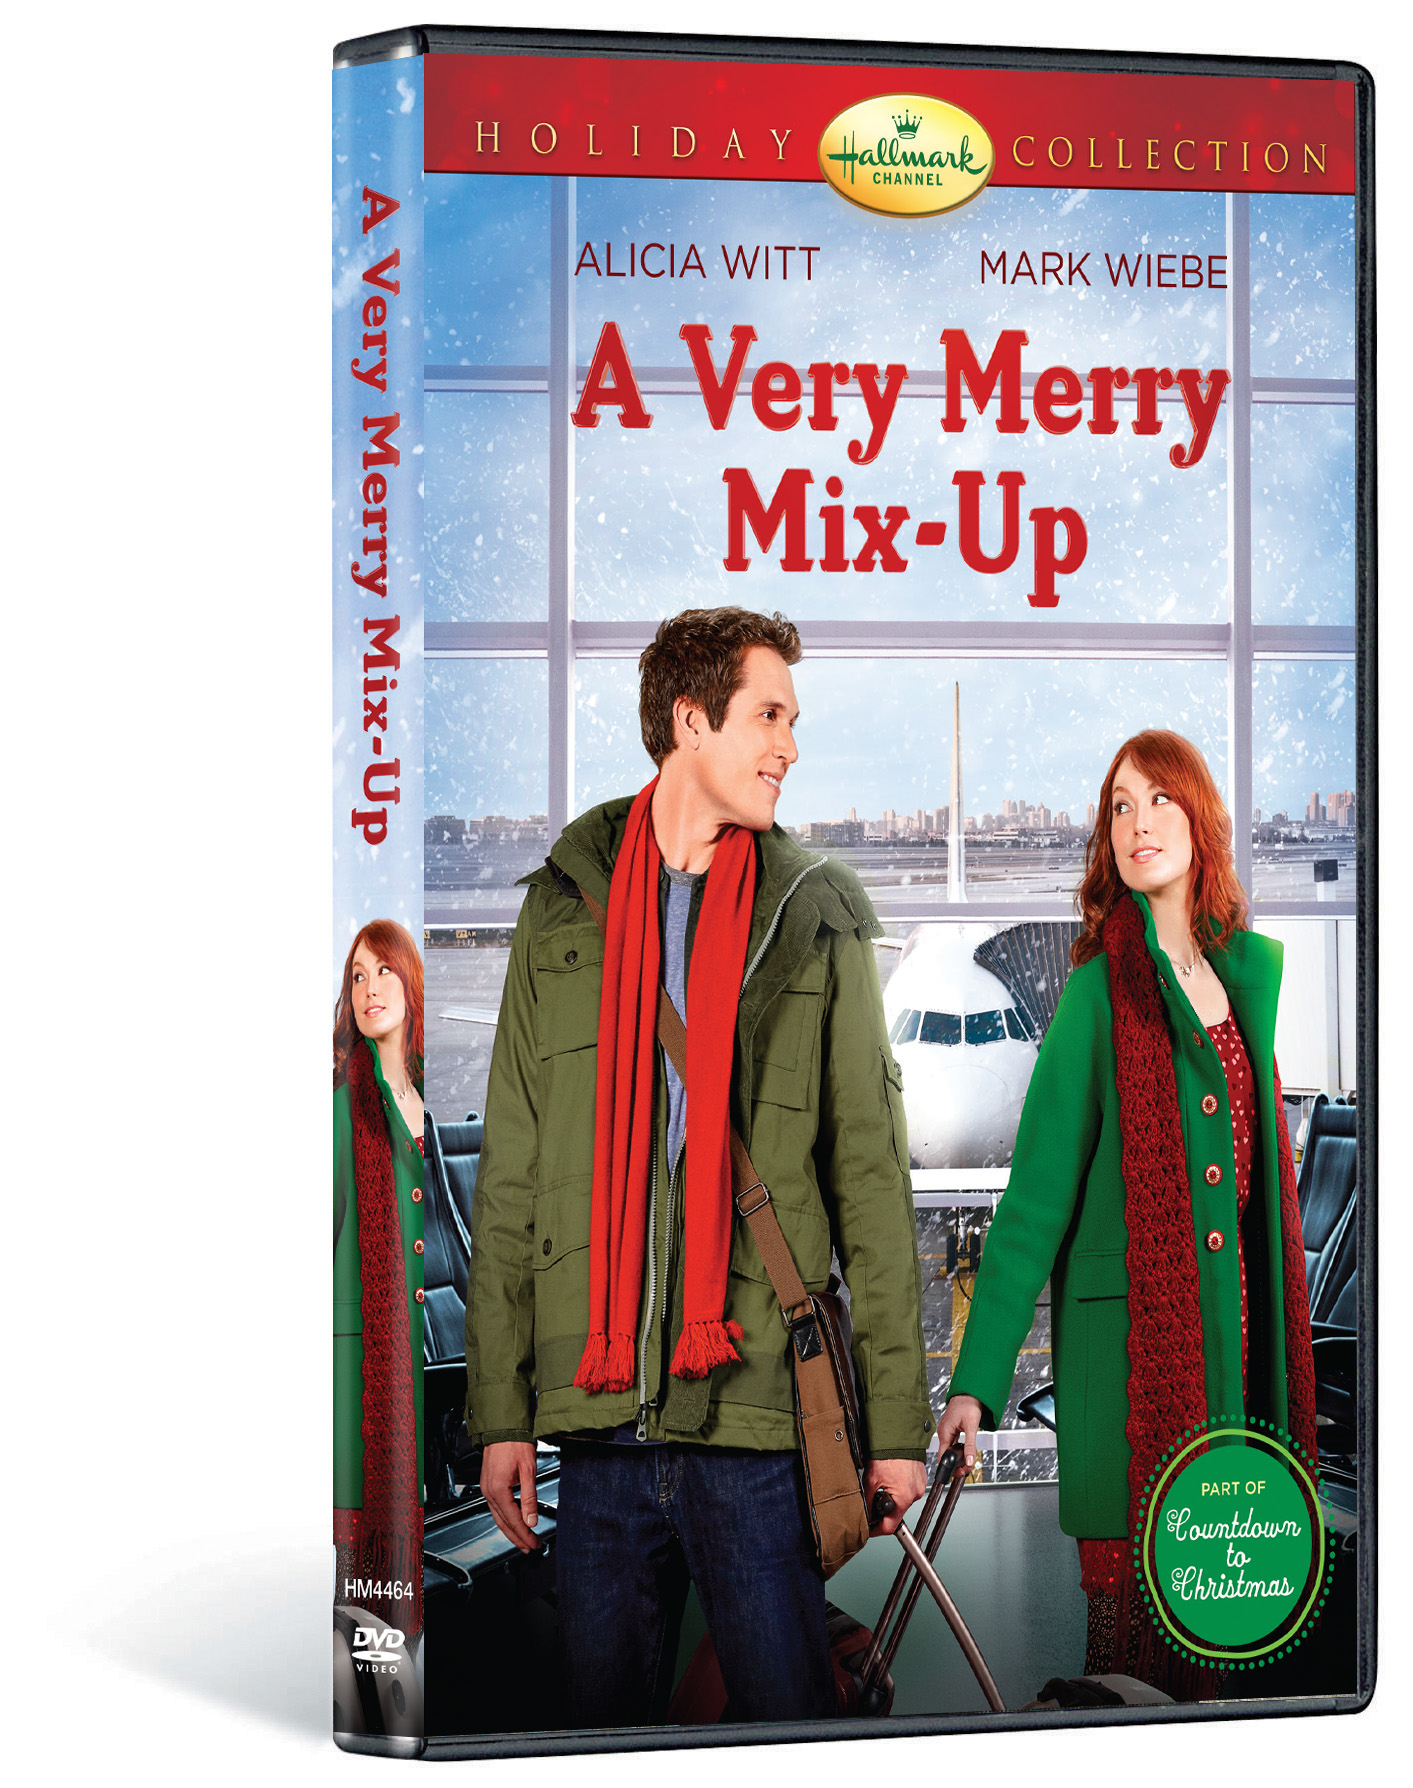 A Very Merry Mix-Up
HM4464
DVD
VIDEO
HOLIDAY Hallmark COLLECTION
CHANNEL
ALICIA WITT MARK WIEBE
A Very Merry
Mix-Up
PART OF
Countdown
to
Christmas